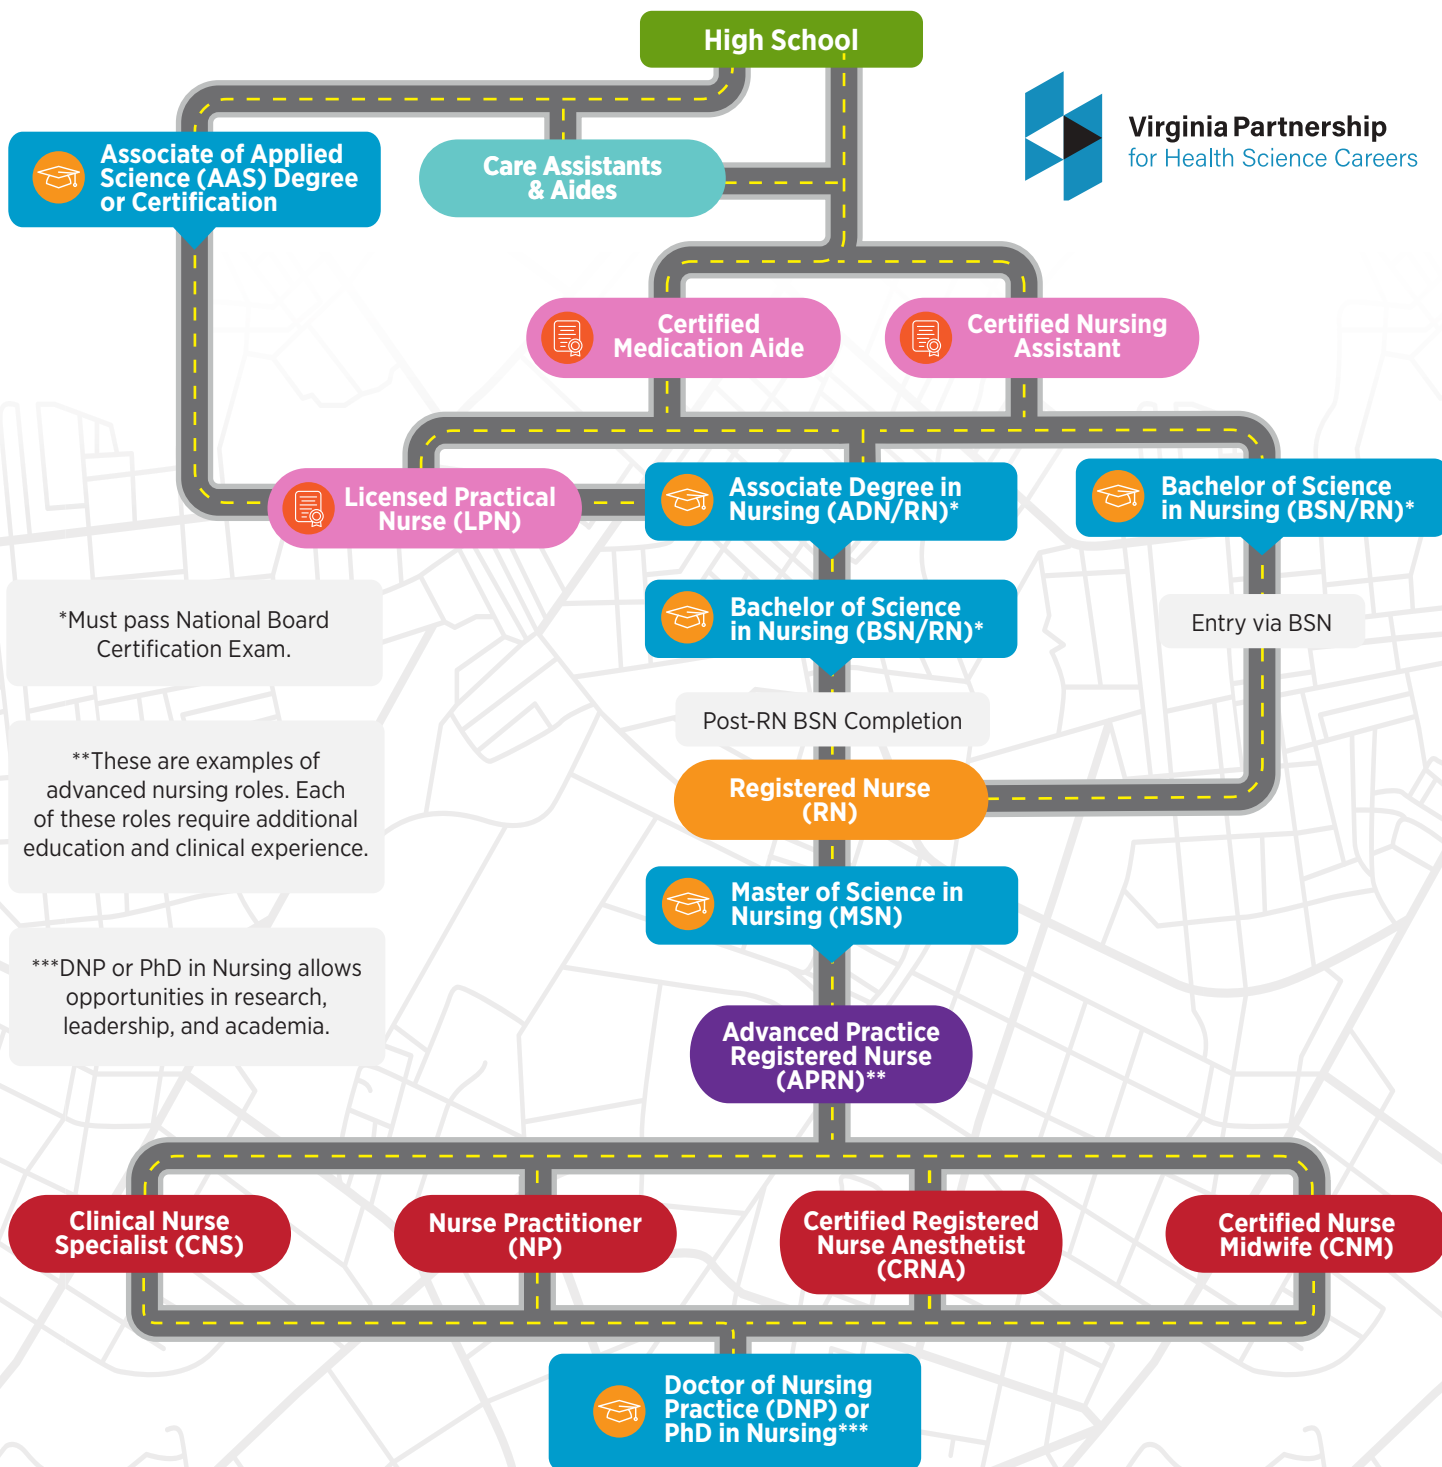 High School
Virginia Partnership
for Health Science Careers
Associate of Applied
Science (AAS) Degree
or Certification
Care Assistants
& Aides
Certified
Medication Aide
Certified Nursing
Assistant
Licensed Practical
Nurse (LPN)
Associate Degree in
Nursing (ADN/RN)*
Bachelor of Science
in Nursing (BSN/RN)*
*Must pass National Board
Certification Exam.
Bachelor of Science
in Nursing (BSN/RN)*
Entry via BSN
Post-RN BSN Completion
**These are examples of
advanced nursing roles. Each
of these roles require additional
education and clinical experience.
Registered Nurse
(RN)
Master of Science in
Nursing (MSN)
***DNP or PhD in Nursing allows
opportunities in research,
leadership, and academia.
Advanced Practice
Registered Nurse
(APRN)**
Clinical Nurse
Specialist (CNS)
Nurse Practitioner
(NP)
Certified Registered
Nurse Anesthetist
(CRNA)
Certified Nurse
Midwife (CNM)
Doctor of Nursing
Practice (DNP) or
PhD in Nursing***